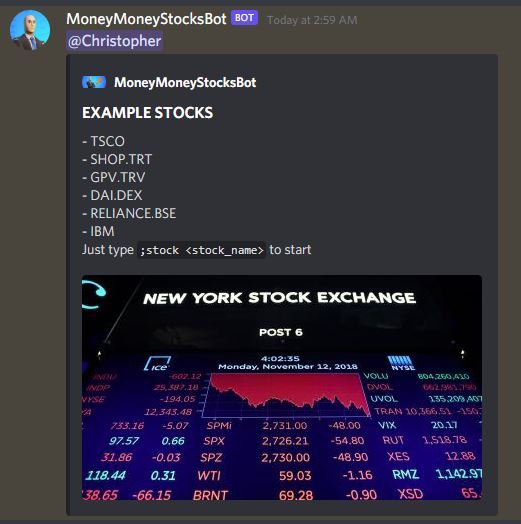 MoneyMoneyStocksBot BOT Today at 2:59 AM
@Christopher
MoneyMoneyStocksBot
EXAMPLE STOCKS
- TSCO
- SHOP.TRT
- GPV.TRV
- DAI.DEX
- RELIANCE.BSE
- IBM
Just type ;stock <stock_name> to start
NEW YORK STOCK EXCHANGE
POST 6
ice 4:02:35 NYSE
Monday, November 12, 2018
INDU -602.12 VOLU 804,260,410
INDP 25,387.18 DVOL
NYSE -194.05 UVOL 135,209,407
12,343.48 TRAN 10,366.51
733.16 -5.07 SPMi 2,731.00 -48.00 VIX 20.17
97.57 0.66 SPX 2,726.21 -54.80 RUT 1,518.78
31.86 -0.03 SPZ 2,730.00 -48.90 XES 12.88
118.44 0.31 WTI 59.03 -1.16 RMZ 1,142.97
38.65 -66.15 BRNT 69.28 -0.90 XSD 65.